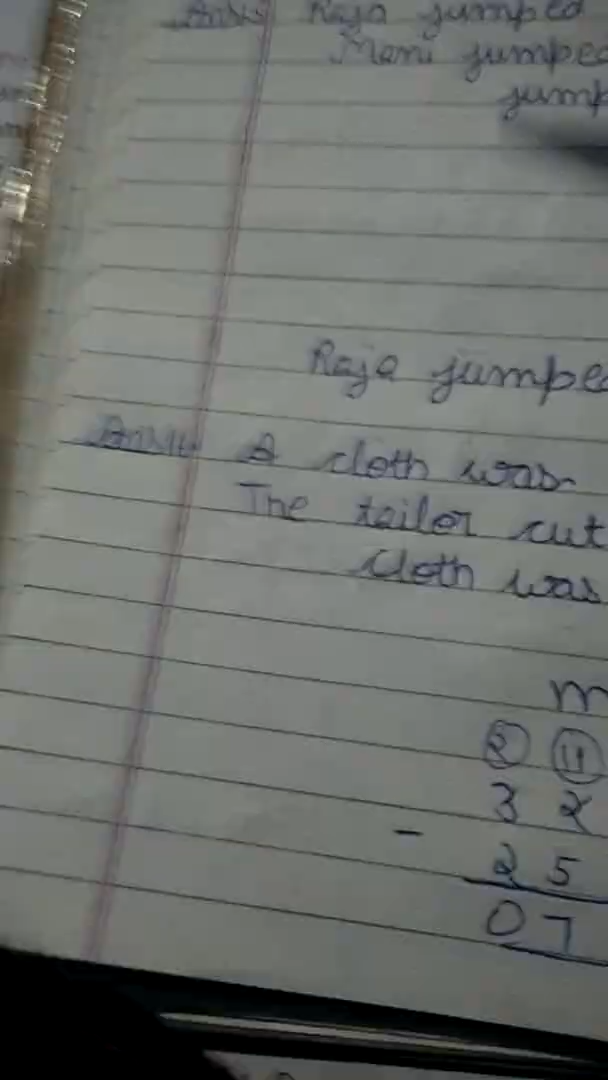 Raja jumped
Mani jumped
jump
Raja jumped
A cloth was
The tailor cut
cloth was
m
2 11
3 2
- 2 5
0 7